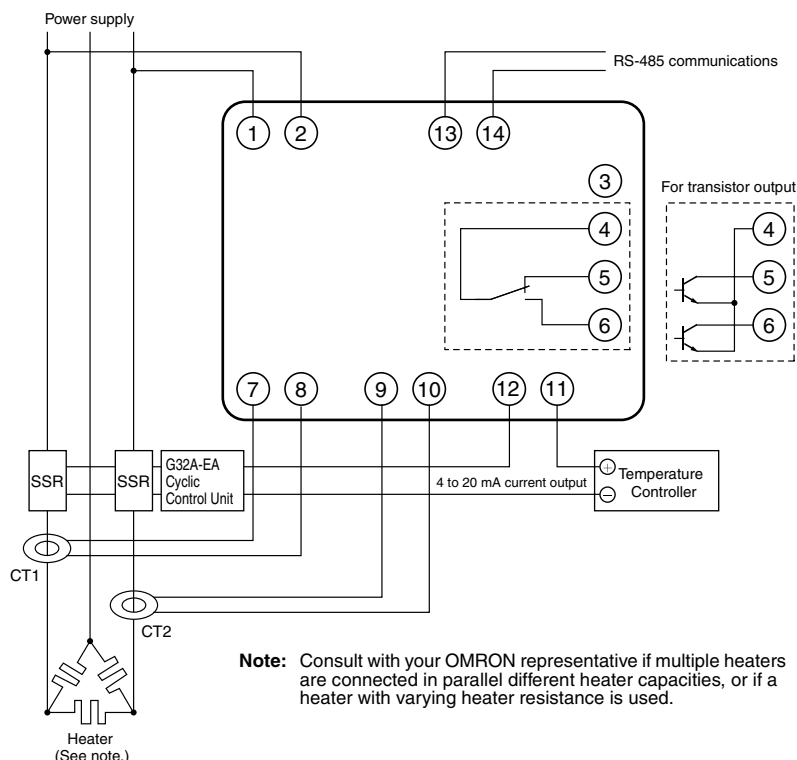 Power supply
RS-485 communications
1
2
13
14
3
For transistor output
4
5
6
4
5
6
7
8
9
10
12
11
SSR
SSR
G32A-EA
Cyclic
Control Unit
4 to 20 mA current output
+
−
Temperature
Controller
CT1
CT2
Note: Consult with your OMRON representative if multiple heaters
are connected in parallel different heater capacities, or if a
heater with varying heater resistance is used.
Heater
(See note.)